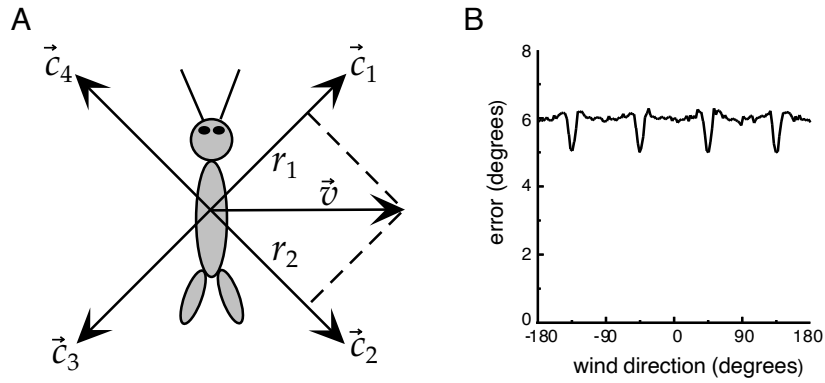 A
c⃗4
c⃗1
r1
v⃗
r2
c⃗3
c⃗2
B
8
6
4
2
0
error (degrees)
-180 -90 0 90 180
wind direction (degrees)